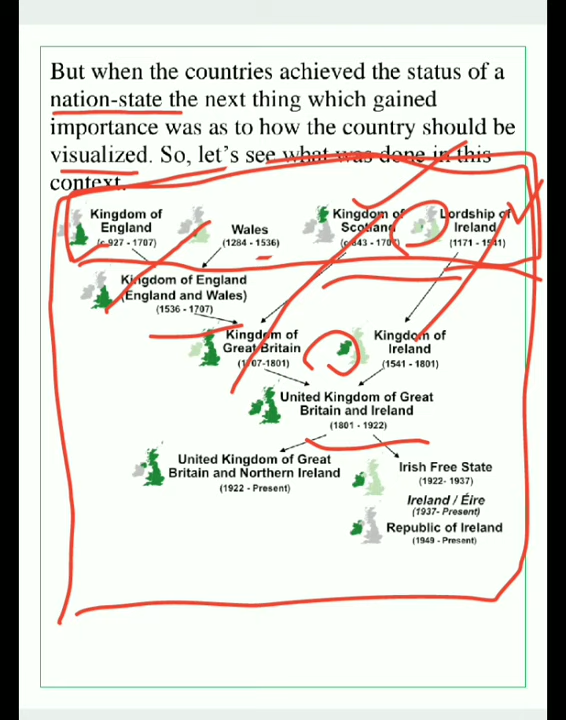 But when the countries achieved the status of a
nation-state the next thing which gained
importance was as to how the country should be
visualized. So, let's see what was done in this
context.
Kingdom of England (c.927 - 1707)
Wales (1284 - 1536)
Kingdom of Scotland (c.843 - 1707)
Lordship of Ireland (1171 - 1541)
Kingdom of England
(England and Wales)
(1536 - 1707)
Kingdom of
Great Britain
(1707-1801)
Kingdom of
Ireland
(1541 - 1801)
United Kingdom of Great
Britain and Ireland
(1801 - 1922)
United Kingdom of Great
Britain and Northern Ireland
(1922 - Present)
Irish Free State
(1922- 1937)
Ireland / Éire
(1937- Present)
Republic of Ireland
(1949 - Present)